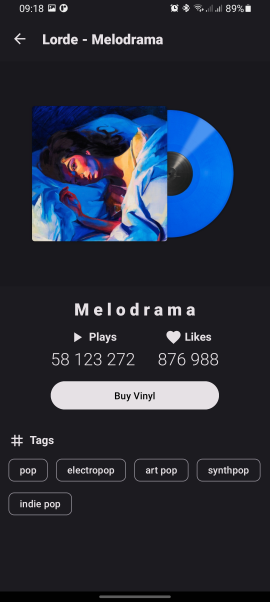 09:18 89%
Lorde - Melodrama
Melodrama
Plays Likes
58 123 272 876 988
Buy Vinyl
# Tags
pop electropop art pop synthpop
indie pop